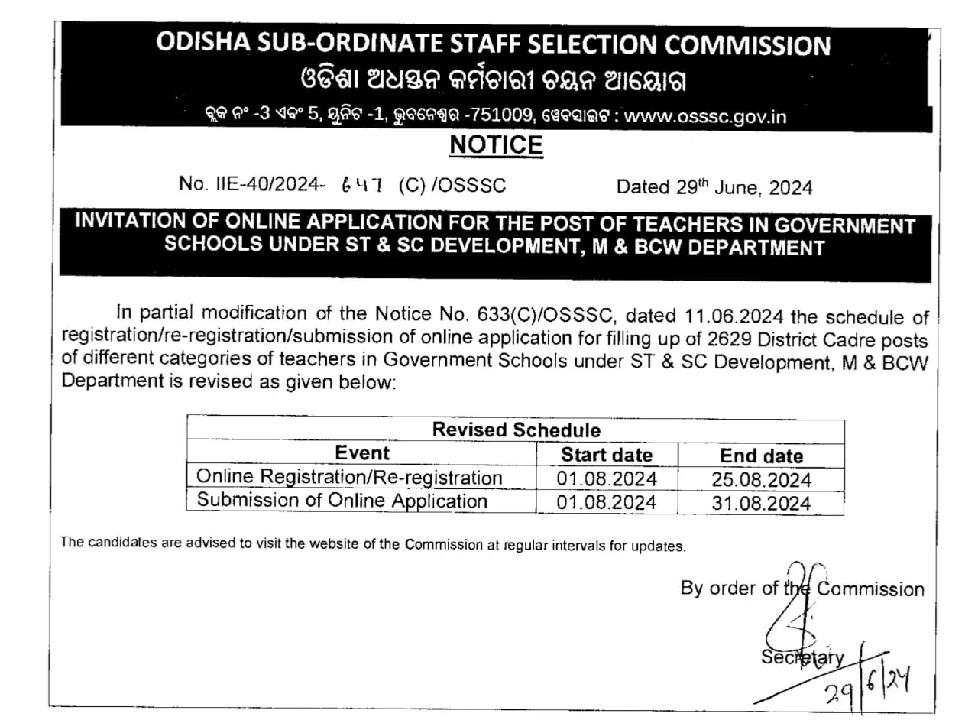 ODISHA SUB-ORDINATE STAFF SELECTION COMMISSION
ଓଡିଶା ଅଧସ୍ତନ କର୍ମଚାରୀ ଚୟନ ଆୟୋଗ
ବ୍ଲକ ନଂ -3 ଏବଂ 5, ୟୁନିଟ -1, ଭୁବନେଶ୍ୱର -751009, ୱେବସାଇଟ : www.osssc.gov.in
NOTICE
No. IIE-40/2024- 647 (C) /OSSSC Dated 29th June, 2024
INVITATION OF ONLINE APPLICATION FOR THE POST OF TEACHERS IN GOVERNMENT
SCHOOLS UNDER ST & SC DEVELOPMENT, M & BCW DEPARTMENT
In partial modification of the Notice No. 633(C)/OSSSC, dated 11.06.2024 the schedule of
registration/re-registration/submission of online application for filling up of 2629 District Cadre posts
of different categories of teachers in Government Schools under ST & SC Development, M & BCW
Department is revised as given below:
Revised Schedule
Event Start date End date
Online Registration/Re-registration 01.08.2024 25.08.2024
Submission of Online Application 01.08.2024 31.08.2024
The candidates are advised to visit the website of the Commission at regular intervals for updates.
By order of the Commission
Secretary
29/6/24